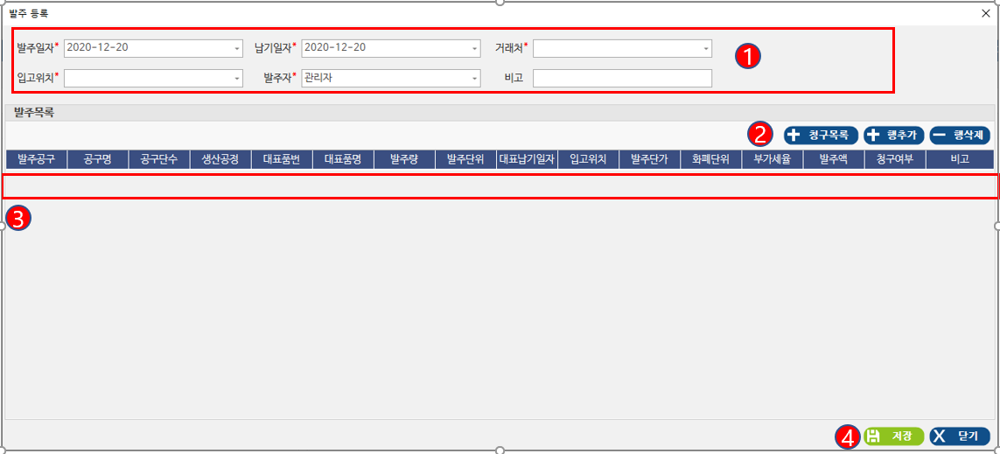 발주 등록
발주일자* 2020-12-20 납기일자* 2020-12-20 거래처*
1
입고위치* 발주자* 관리자 비고
발주목록
2 청구목록 행추가 행삭제
발주공구 공구명 공구단수 생산공정 대표품번 대표품명 발주량 발주단위 대표납기일자 입고위치 발주단가 화폐단위 부가세율 발주액 청구여부 비고
3
4 저장 X 닫기